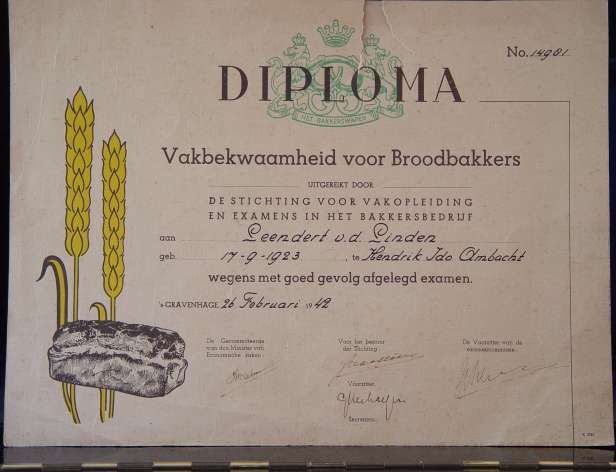 No. 14981
DIPLOMA
HET BAKKERSWAPEN
Vakbekwaamheid voor Broodbakkers
UITGEREIKT DOOR
DE STICHTING VOOR VAKOPLEIDING
EN EXAMENS IN HET BAKKERSBEDRIJF
aan Leendert v.d. Linden
geb. 17-9-1923, te Hendrik Ido Ambacht
wegens met goed gevolg afgelegd examen.
's-GRAVENHAGE, 26 Februari 1942
De Gecommitteerde
van den Minister van
Economische Zaken:
Voor het bestuur
der Stichting
Voorzitter.
Secretaris.
De Voorzitter van de
examencommissie: